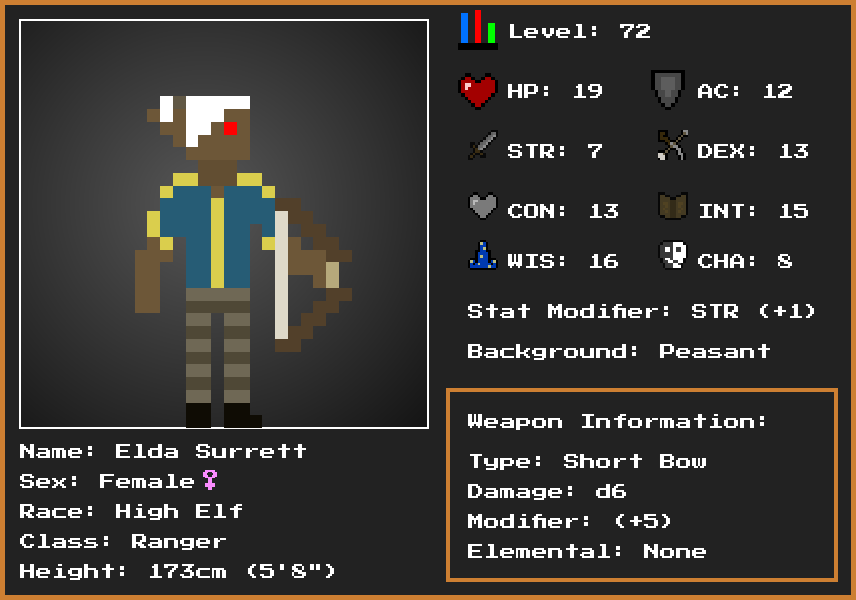 Level: 72
HP: 19
AC: 12
STR: 7
DEX: 13
CON: 13
INT: 15
WIS: 16
CHA: 8
Stat Modifier: STR (+1)
Background: Peasant
Weapon Information:
Type: Short Bow
Damage: d6
Modifier: (+5)
Elemental: None
Name: Elda Surrett
Sex: Female♀
Race: High Elf
Class: Ranger
Height: 173cm (5'8")